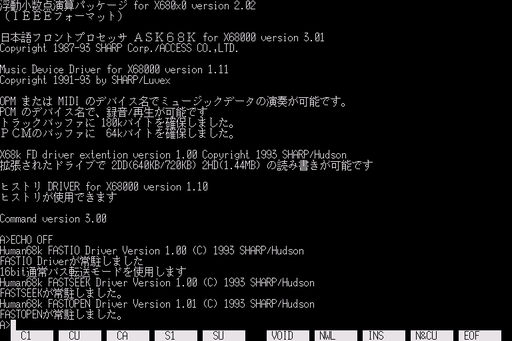 浮動小数点演算パッケージ for X680x0 version 2.02
（ＩＥＥＥフォーマット）
日本語フロントプロセッサ ＡＳＫ６８Ｋ for X68000 version 3.01
Copyright 1987-93 SHARP Corp./ACCESS CO.,LTD.
Music Device Driver for X68000 version 1.11
Copyright 1991-93 by SHARP/Luvex
OPM または MIDI のデバイス名でミュージックデータの演奏が可能です。
PCM のデバイス名で、録音/再生が可能です
トラックバッファに 180kバイトを確保しました。
ＰＣＭのバッファに  64kバイトを確保しました。
X68k FD driver extention version 1.00 Copyright 1993 SHARP/Hudson
拡張されたドライブで 2DD(640KB/720KB) 2HD(1.44MB) の読み書きが可能です
ヒストリ DRIVER for X68000 version 1.10
ヒストリが使用できます
Command version 3.00
A>ECHO OFF
Human68k FASTIO Driver Version 1.00 (C) 1993 SHARP/Hudson
FASTIO Driverが常駐しました
16bit通常バス転送モードを使用します
Human68k FASTSEEK Driver Version 1.00 (C) 1993 SHARP/Hudson
FASTSEEKが常駐しました。
Human68k FASTOPEN Driver Version 1.01 (C) 1993 SHARP/Hudson
FASTOPENが常駐しました。
A>
C1 CU CA S1 SU VOID NWL INS N&CU EOF